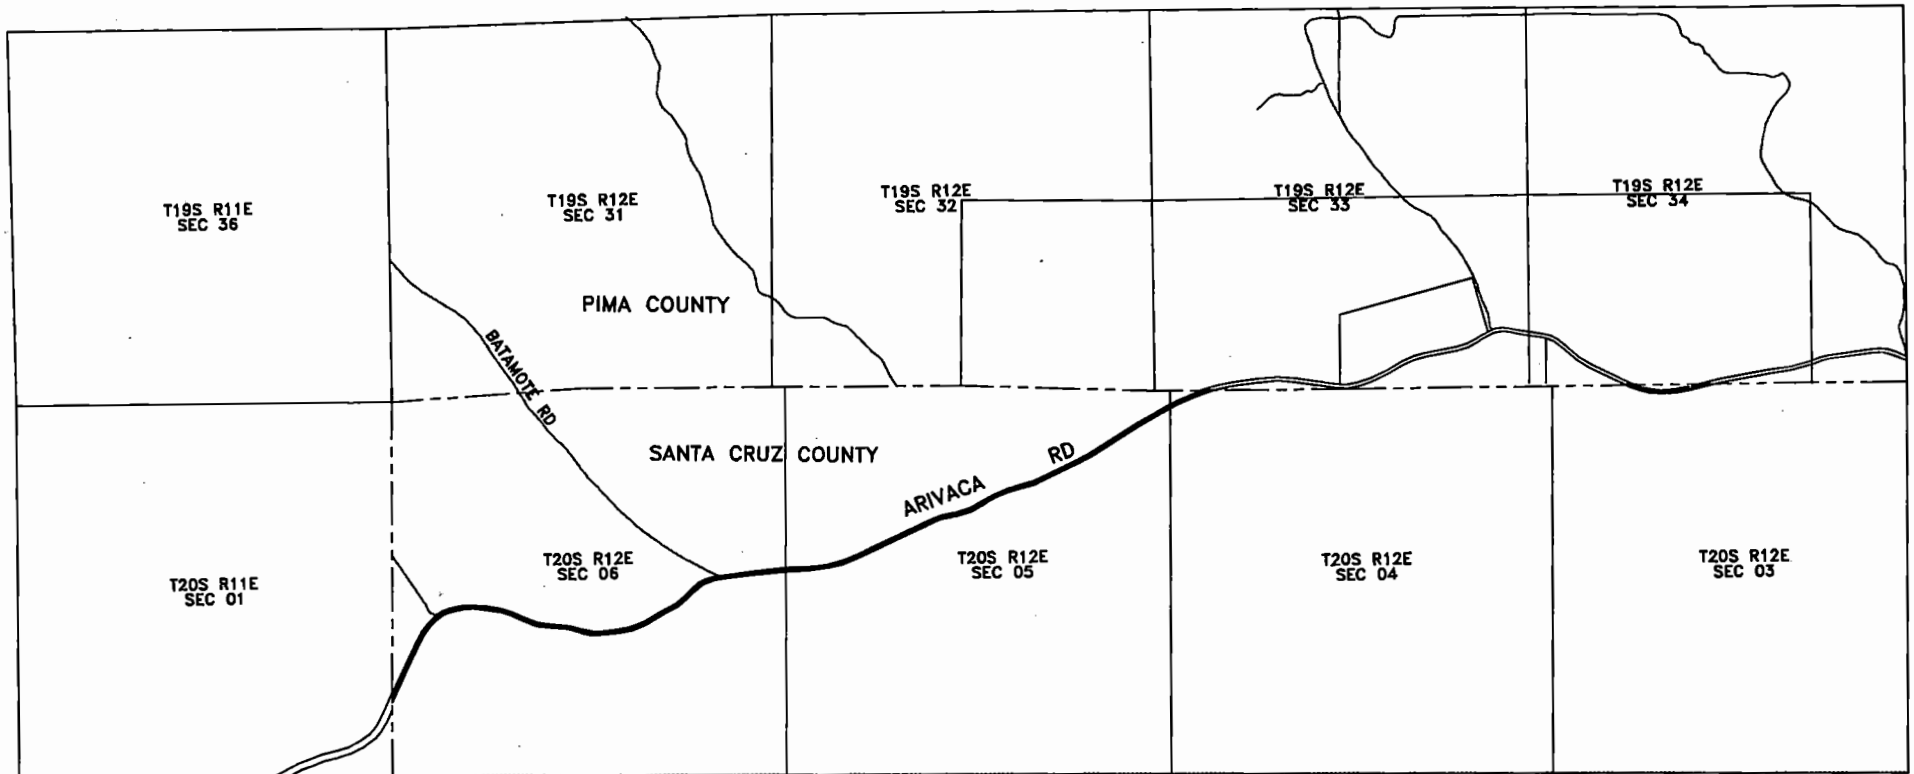 T19S R11E
SEC 36
T19S R12E
SEC 31
T19S R12E
SEC 32
T19S R12E
SEC 33
T19S R12E
SEC 34
PIMA COUNTY
BATAMOTE RD
SANTA CRUZ COUNTY
ARIVACA RD
T20S R11E
SEC 01
T20S R12E
SEC 06
T20S R12E
SEC 05
T20S R12E
SEC 04
T20S R12E
SEC 03